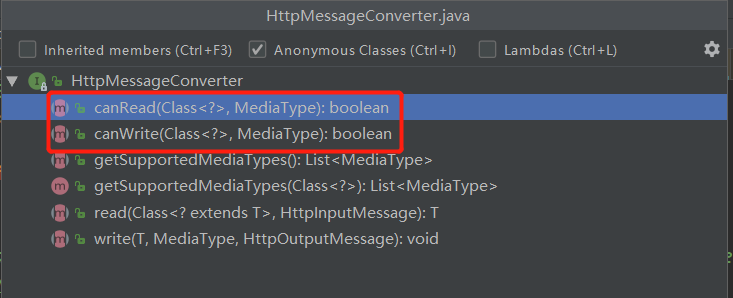 HttpMessageConverter.java
Inherited members (Ctrl+F3) Anonymous Classes (Ctrl+I) Lambdas (Ctrl+L)
HttpMessageConverter
canRead(Class<?>, MediaType): boolean
canWrite(Class<?>, MediaType): boolean
getSupportedMediaTypes(): List<MediaType>
getSupportedMediaTypes(Class<?>): List<MediaType>
read(Class<? extends T>, HttpInputMessage): T
write(T, MediaType, HttpOutputMessage): void